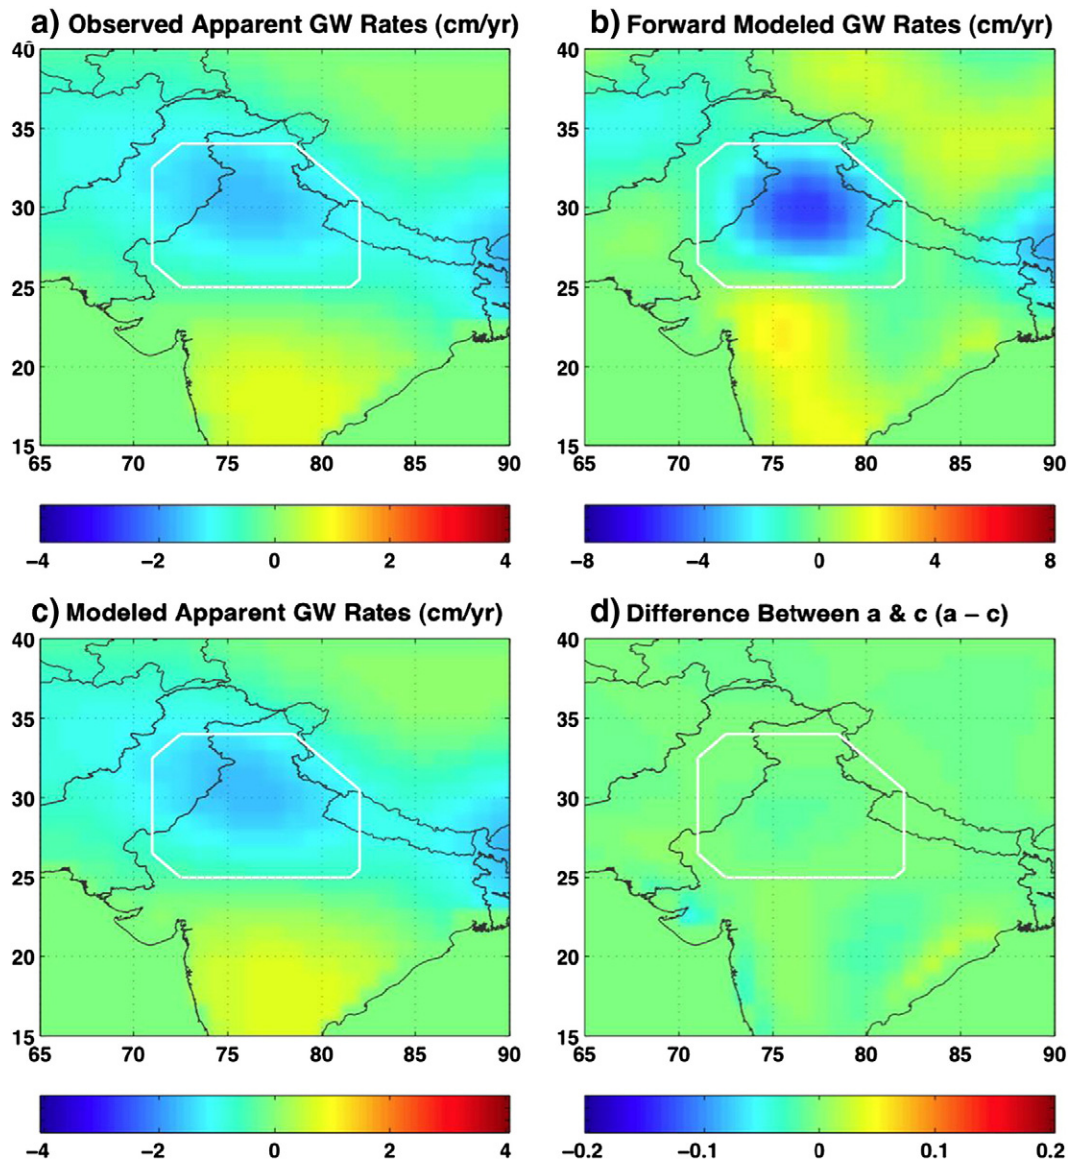 a) Observed Apparent GW Rates (cm/yr)
b) Forward Modeled GW Rates (cm/yr)
40 40
35 35
30 30
25 25
20 20
15 15
65 70 75 80 85 90 65 70 75 80 85 90
−4 −2 0 2 4 −8 −4 0 4 8
c) Modeled Apparent GW Rates (cm/yr)
d) Difference Between a & c (a − c)
40 40
35 35
30 30
25 25
20 20
15 15
65 70 75 80 85 90 65 70 75 80 85 90
−4 −2 0 2 4 −0.2 −0.1 0 0.1 0.2